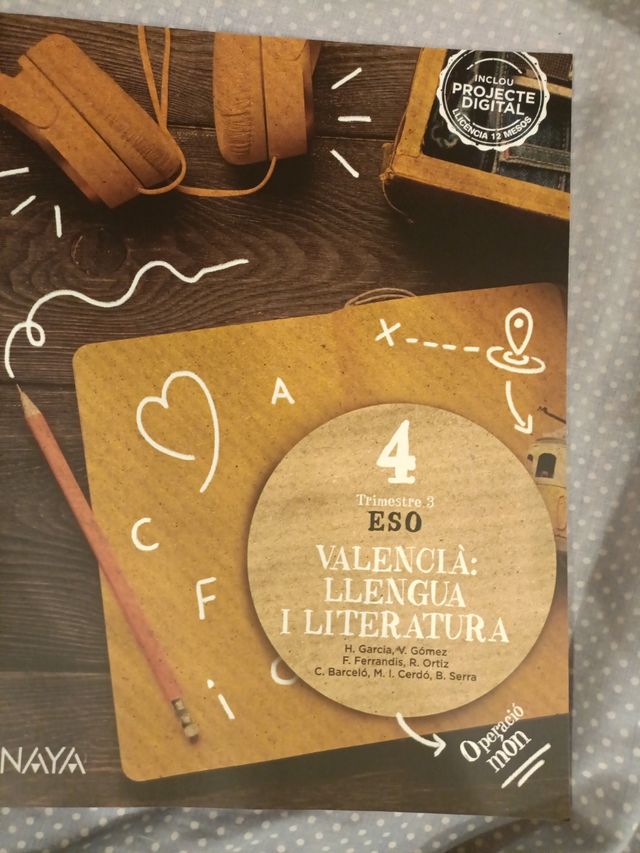 INCLOU
PROJECTE
DIGITAL
LLICÈNCIA 12 MESOS
X
A
4
Trimestre 3
ESO
VALENCIÀ:
LLENGUA
I LITERATURA
H. Garcia, V. Gómez
F. Ferrandis, R. Ortiz
C. Barceló, M. I. Cerdó, B. Serra
C
F
i
Operació
món
NAYA